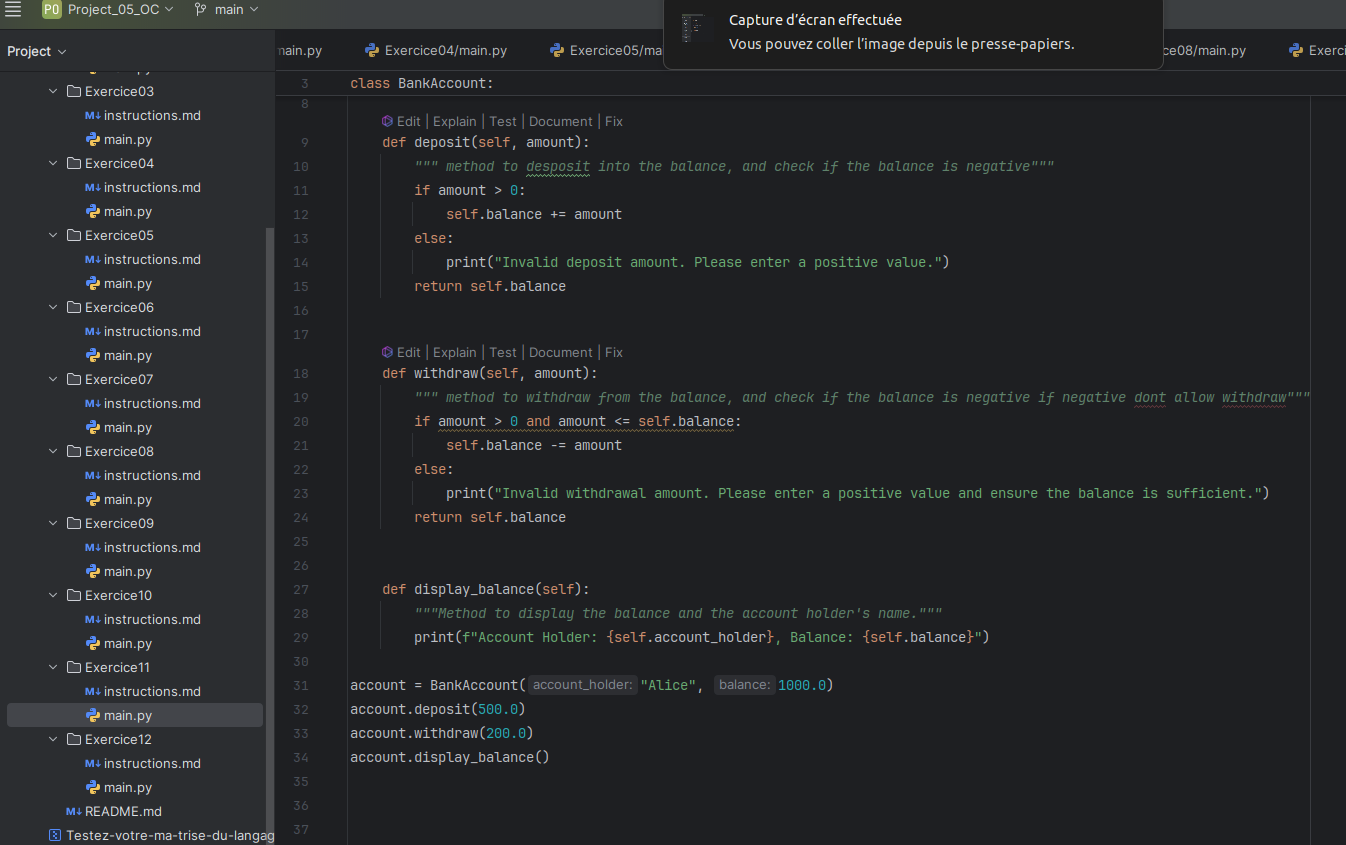 PO Project_05_OC main
Capture d'écran effectuée
Vous pouvez coller l'image depuis le presse-papiers.
Project
Exercice03
M↓ instructions.md
main.py
Exercice04
M↓ instructions.md
main.py
Exercice05
M↓ instructions.md
main.py
Exercice06
M↓ instructions.md
main.py
Exercice07
M↓ instructions.md
main.py
Exercice08
M↓ instructions.md
main.py
Exercice09
M↓ instructions.md
main.py
Exercice10
M↓ instructions.md
main.py
Exercice11
M↓ instructions.md
main.py
Exercice12
M↓ instructions.md
main.py
M↓ README.md
Testez-votre-ma-trise-du-langag
main.py Exercice04/main.py Exercice05/ma ce08/main.py Exerci
3 class BankAccount:
8
Edit | Explain | Test | Document | Fix
9 def deposit(self, amount):
10 """ method to desposit into the balance, and check if the balance is negative"""
11 if amount > 0:
12 self.balance += amount
13 else:
14 print("Invalid deposit amount. Please enter a positive value.")
15 return self.balance
16
17
Edit | Explain | Test | Document | Fix
18 def withdraw(self, amount):
19 """ method to withdraw from the balance, and check if the balance is negative if negative dont allow withdraw"""
20 if amount > 0 and amount <= self.balance:
21 self.balance -= amount
22 else:
23 print("Invalid withdrawal amount. Please enter a positive value and ensure the balance is sufficient.")
24 return self.balance
25
26
27 def display_balance(self):
28 """Method to display the balance and the account holder's name."""
29 print(f"Account Holder: {self.account_holder}, Balance: {self.balance}")
30
31 account = BankAccount( account_holder: "Alice", balance: 1000.0)
32 account.deposit(500.0)
33 account.withdraw(200.0)
34 account.display_balance()
35
36
37